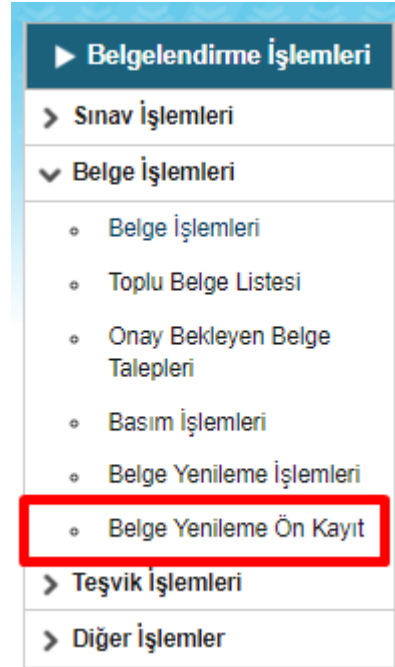 Belgelendirme İşlemleri
Sınav İşlemleri
Belge İşlemleri
Belge İşlemleri
Toplu Belge Listesi
Onay Bekleyen Belge
Talepleri
Basım İşlemleri
Belge Yenileme İşlemleri
Belge Yenileme Ön Kayıt
Teşvik İşlemleri
Diğer İşlemler